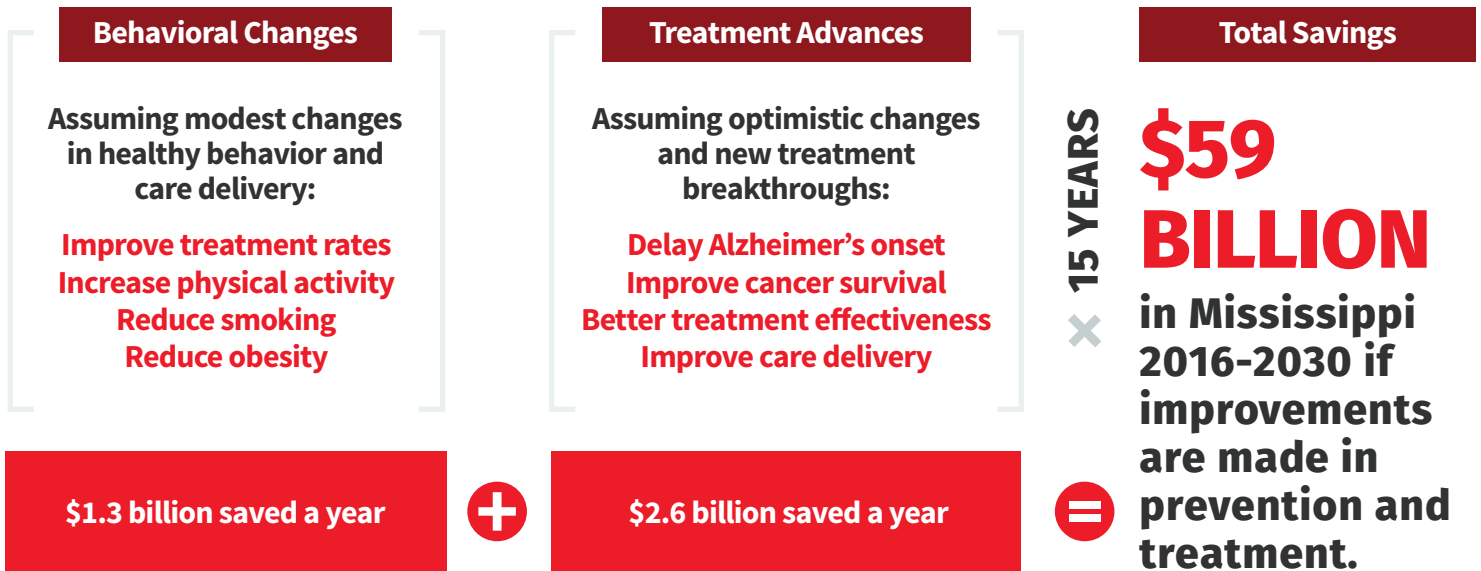 Behavioral Changes
Assuming modest changes
in healthy behavior and
care delivery:
Improve treatment rates
Increase physical activity
Reduce smoking
Reduce obesity
$1.3 billion saved a year
+
Treatment Advances
Assuming optimistic changes
and new treatment
breakthroughs:
Delay Alzheimer’s onset
Improve cancer survival
Better treatment effectiveness
Improve care delivery
$2.6 billion saved a year
× 15 YEARS
=
Total Savings
$59
BILLION
in Mississippi
2016-2030 if
improvements
are made in
prevention and
treatment.